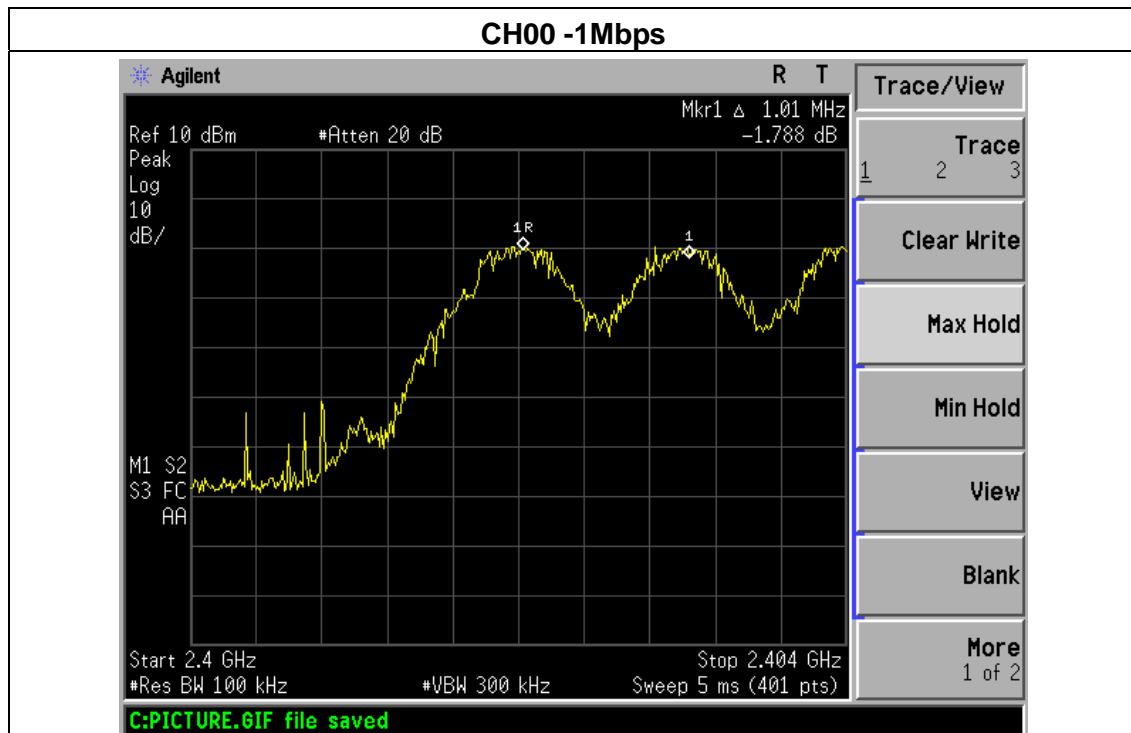 CH00 -1Mbps
Agilent R T
Mkr1 Δ 1.01 MHz
Ref 10 dBm #Atten 20 dB -1.788 dB
Peak
Log
10
dB/
1R
1
M1 S2
S3 FC
AA
Start 2.4 GHz Stop 2.404 GHz
#Res BW 100 kHz #VBW 300 kHz Sweep 5 ms (401 pts)
C:PICTURE.GIF file saved
Trace/View
Trace
1 2 3
Clear Write
Max Hold
Min Hold
View
Blank
More
1 of 2